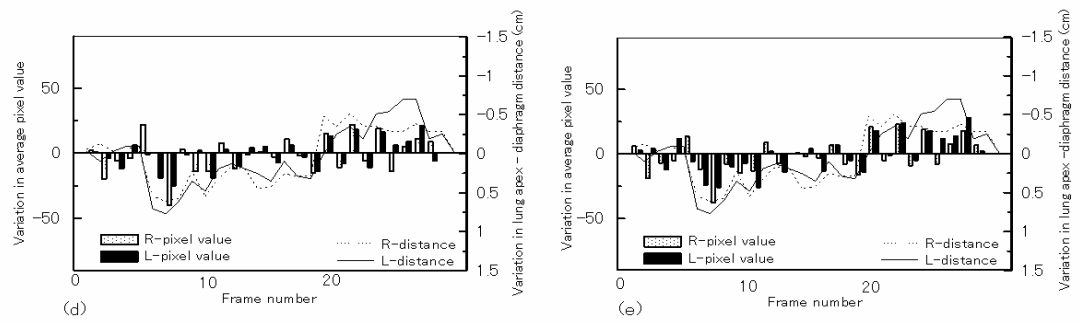 Variation in average pixel value
50
0
-50
-1.5
-1
-0.5
0
0.5
1
1.5
Variation in lung apex-diaphragm distance (cm)
R-pixel value
L-pixel value
R-distance
L-distance
0
10
20
Frame number
(d)
Variation in average pixel value
50
0
-50
-1.5
-1
-0.5
0
0.5
1
1.5
Variation in lung apex-diaphragm distance (cm)
R-pixel value
L-pixel value
R-distance
L-distance
0
10
20
Frame number
(e)